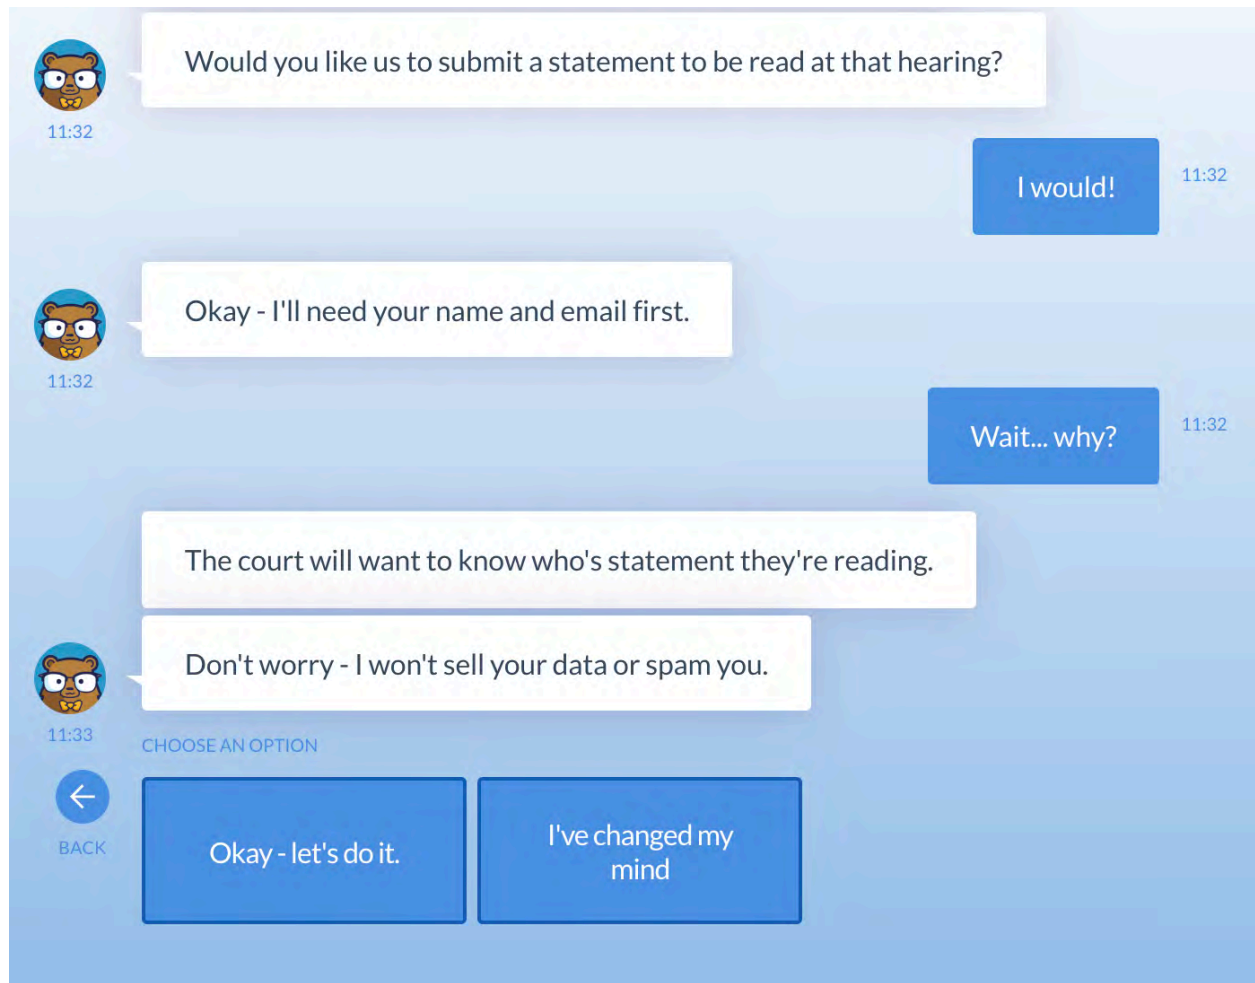 Would you like us to submit a statement to be read at that hearing?
11:32
I would!
11:32
Okay - I'll need your name and email first.
11:32
Wait... why?
11:32
The court will want to know who's statement they're reading.
Don't worry - I won't sell your data or spam you.
11:33
CHOOSE AN OPTION
BACK
Okay - let's do it.
I've changed my
mind